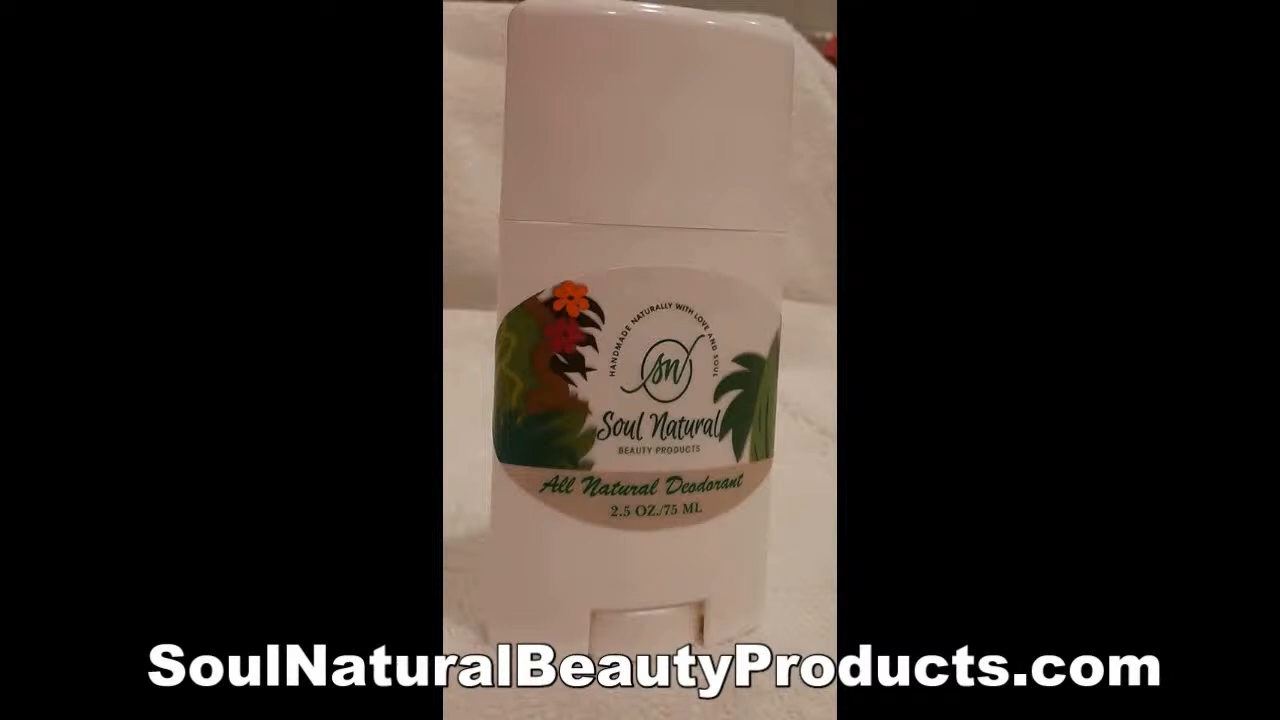 HANDMADE NATURALLY WITH LOVE AND SOUL
SN
Soul Natural
BEAUTY PRODUCTS
All Natural Deodorant
2.5 OZ./75 ML
SoulNaturalBeautyProducts.com